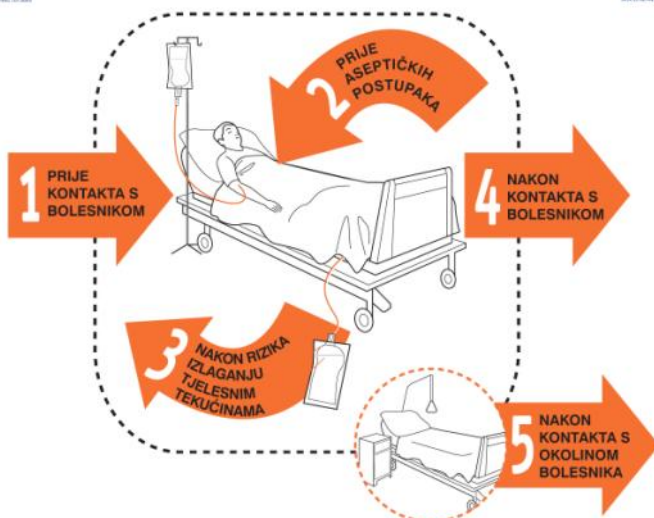 1 PRIJE
KONTAKTA S
BOLESNIKOM
2 PRIJE
ASEPTIČKIH
POSTUPAKA
3 NAKON RIZIKA
IZLAGANJU
TJELESNIM
TEKUĆINAMA
4 NAKON
KONTAKTA S
BOLESNIKOM
5 NAKON
KONTAKTA S
OKOLINOM
BOLESNIKA